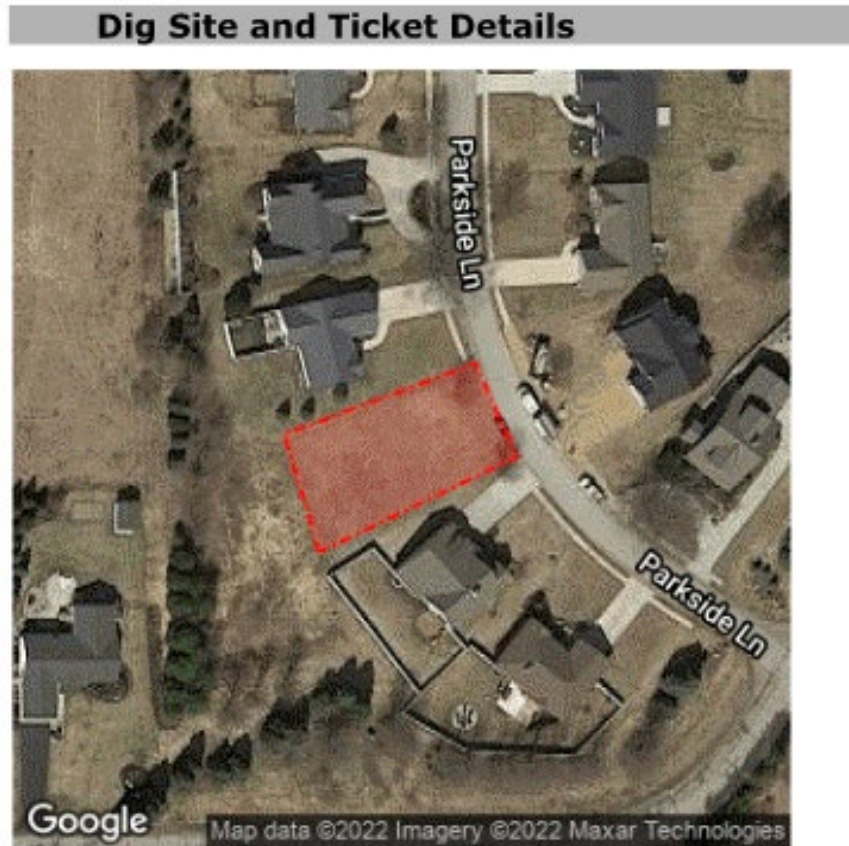 Dig Site and Ticket Details
Parkside Ln
Parkside Ln
Google
Map data ©2022 Imagery ©2022 Maxar Technologies